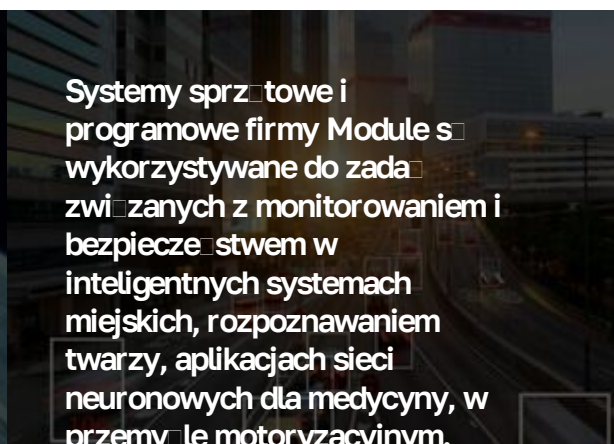 Systemy sprz□towe i
programowe firmy Module s□
wykorzystywane do zada□
zwi□zanych z monitorowaniem i
bezpiecze□stwem w
inteligentnych systemach
miejskich, rozpoznawaniem
twarzy, aplikacjach sieci
neuronowych dla medycyny, w
przemy□le motoryzacyjnym.